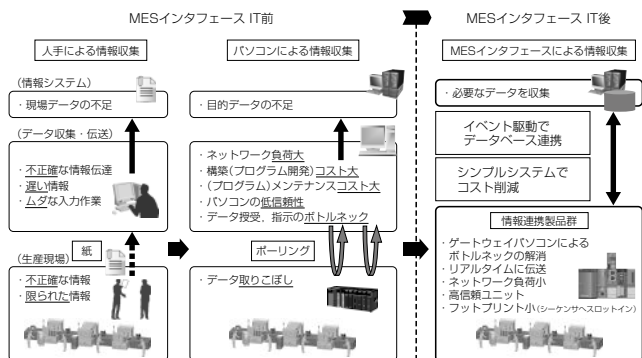 MESインタフェース IT前
MESインタフェース IT後
人手による情報収集
(情報システム)
・現場データの不足
(データ収集・伝送)
・不正確な情報伝達
・遅い情報
・ムダな入力作業
紙
(生産現場)
・不正確な情報
・限られた情報
パソコンによる情報収集
・目的データの不足
・ネットワーク負荷大
・構築(プログラム開発)コスト大
・(プログラム)メンテナンスコスト大
・パソコンの低信頼性
・データ授受、指示のボトルネック
ポーリング
・データ取りこぼし
MESインタフェースによる情報収集
・必要なデータを収集
イベント駆動で
データベース連携
シンプルシステムで
コスト削減
情報連携製品群
・ゲートウェイパソコンによる
ボトルネックの解消
・リアルタイムに伝送
・ネットワーク負荷小
・高信頼ユニット
・フットプリント小(シーケンサへスロットイン)